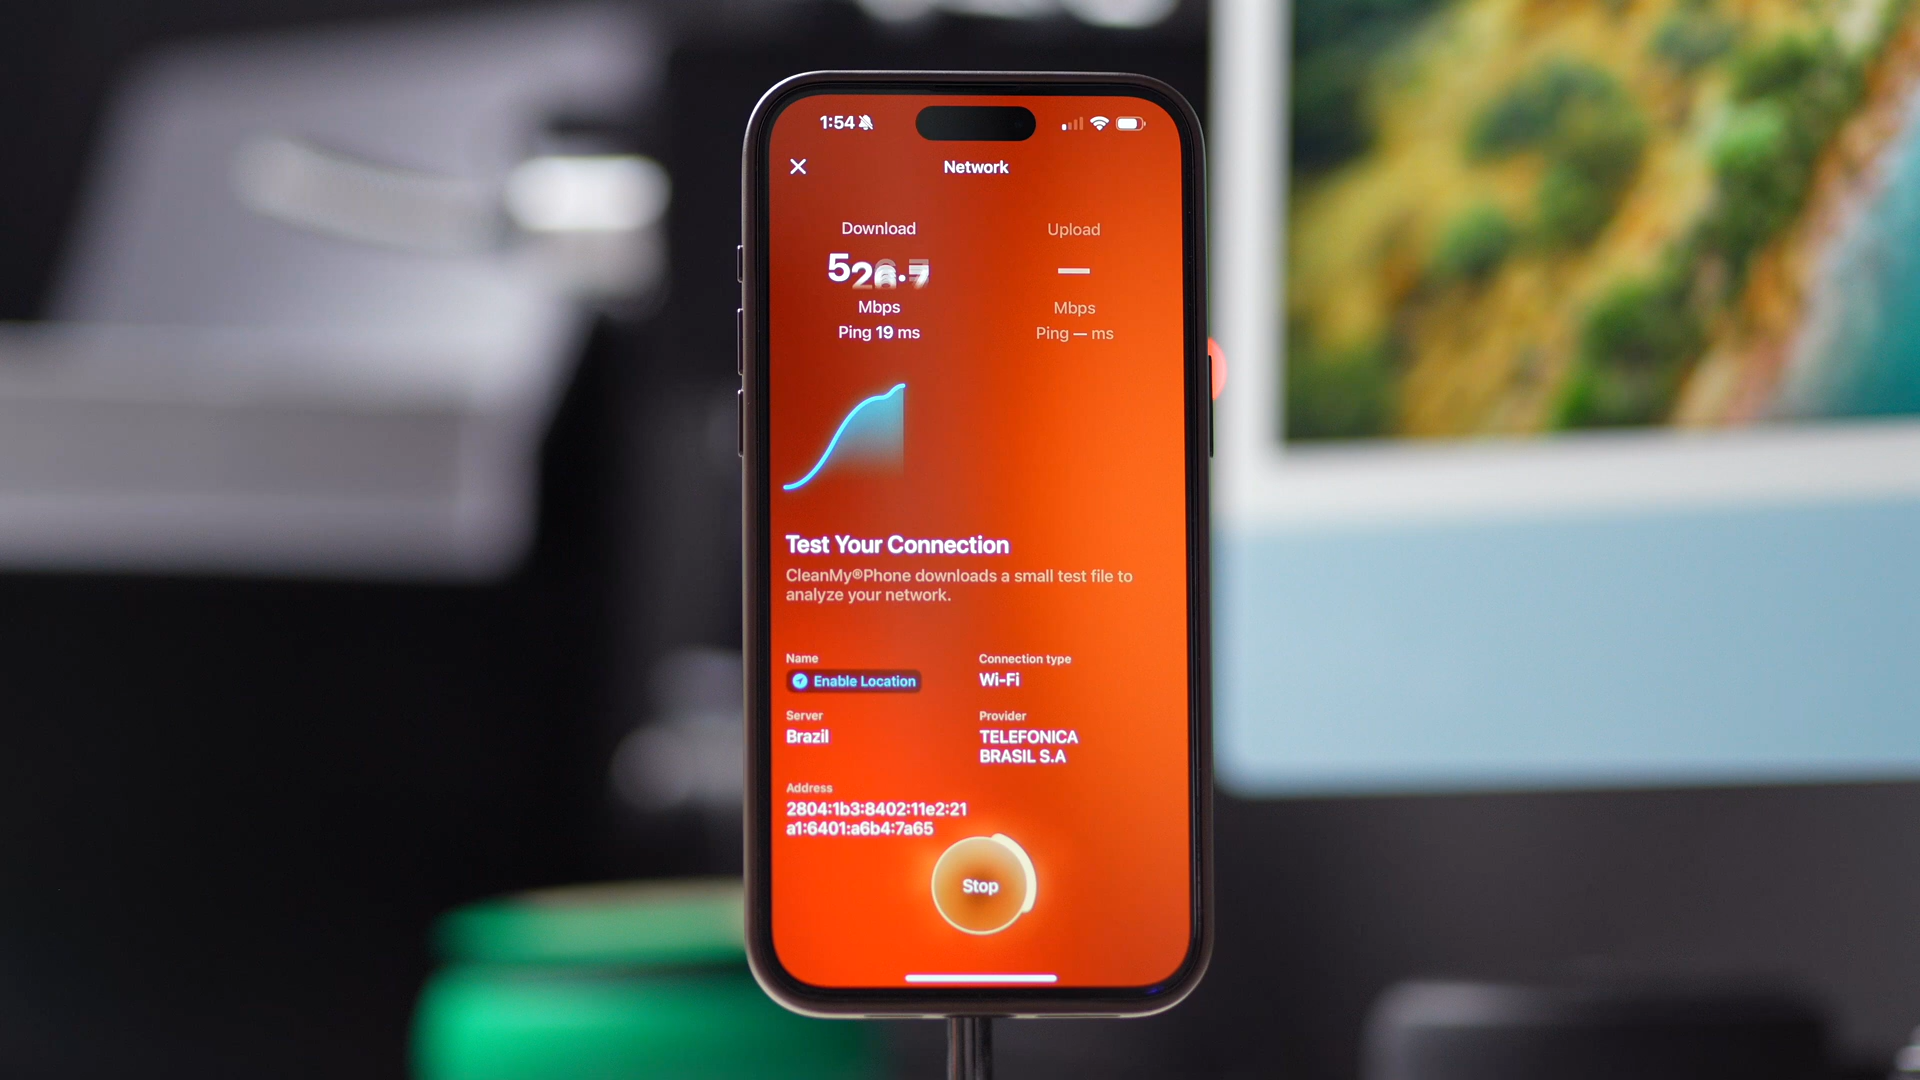 1:54
Network
Download
Upload
—
Mbps
Mbps
Ping 19 ms
Ping — ms
Test Your Connection
CleanMy®Phone downloads a small test file to
analyze your network.
Name
Connection type
Enable Location
Wi-Fi
Server
Provider
Brazil
TELEFONICA
BRASIL S.A
Address
2804:1b3:8402:11e2:21
a1:6401:a6b4:7a65
Stop